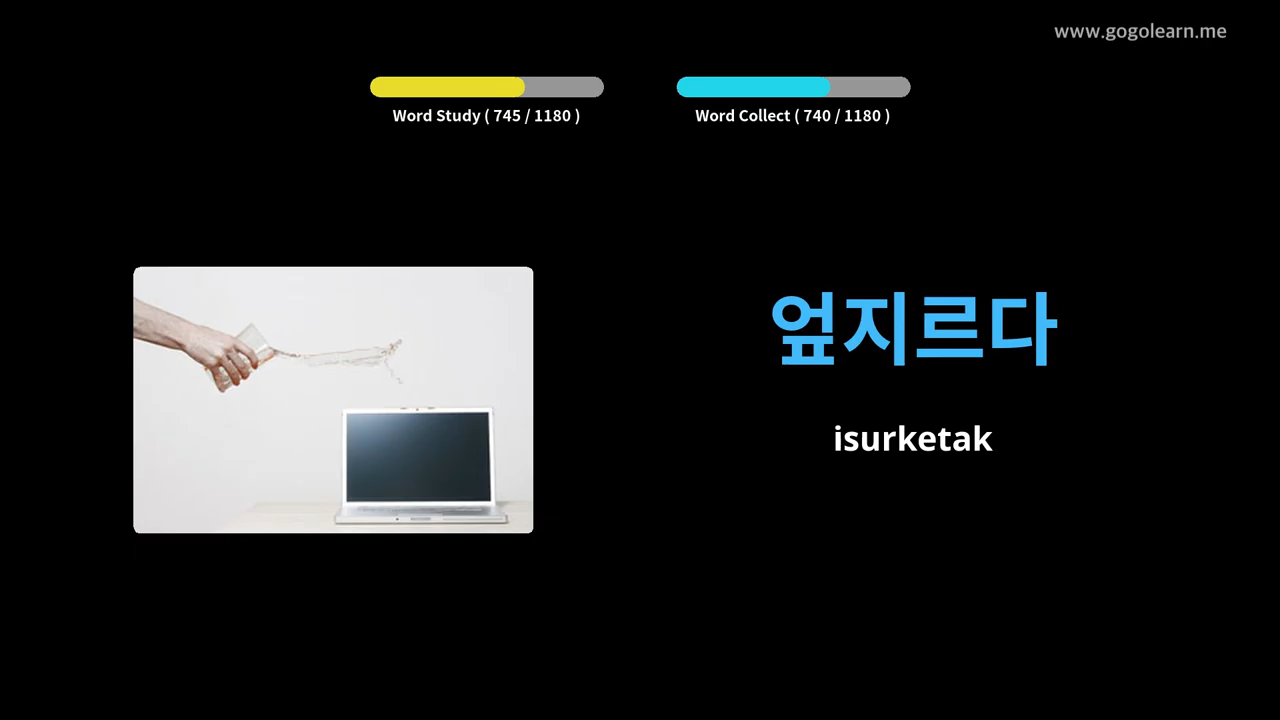 www.gogolearn.me
Word Study ( 745 / 1180 )
Word Collect ( 740 / 1180 )
엎지르다
isurketak